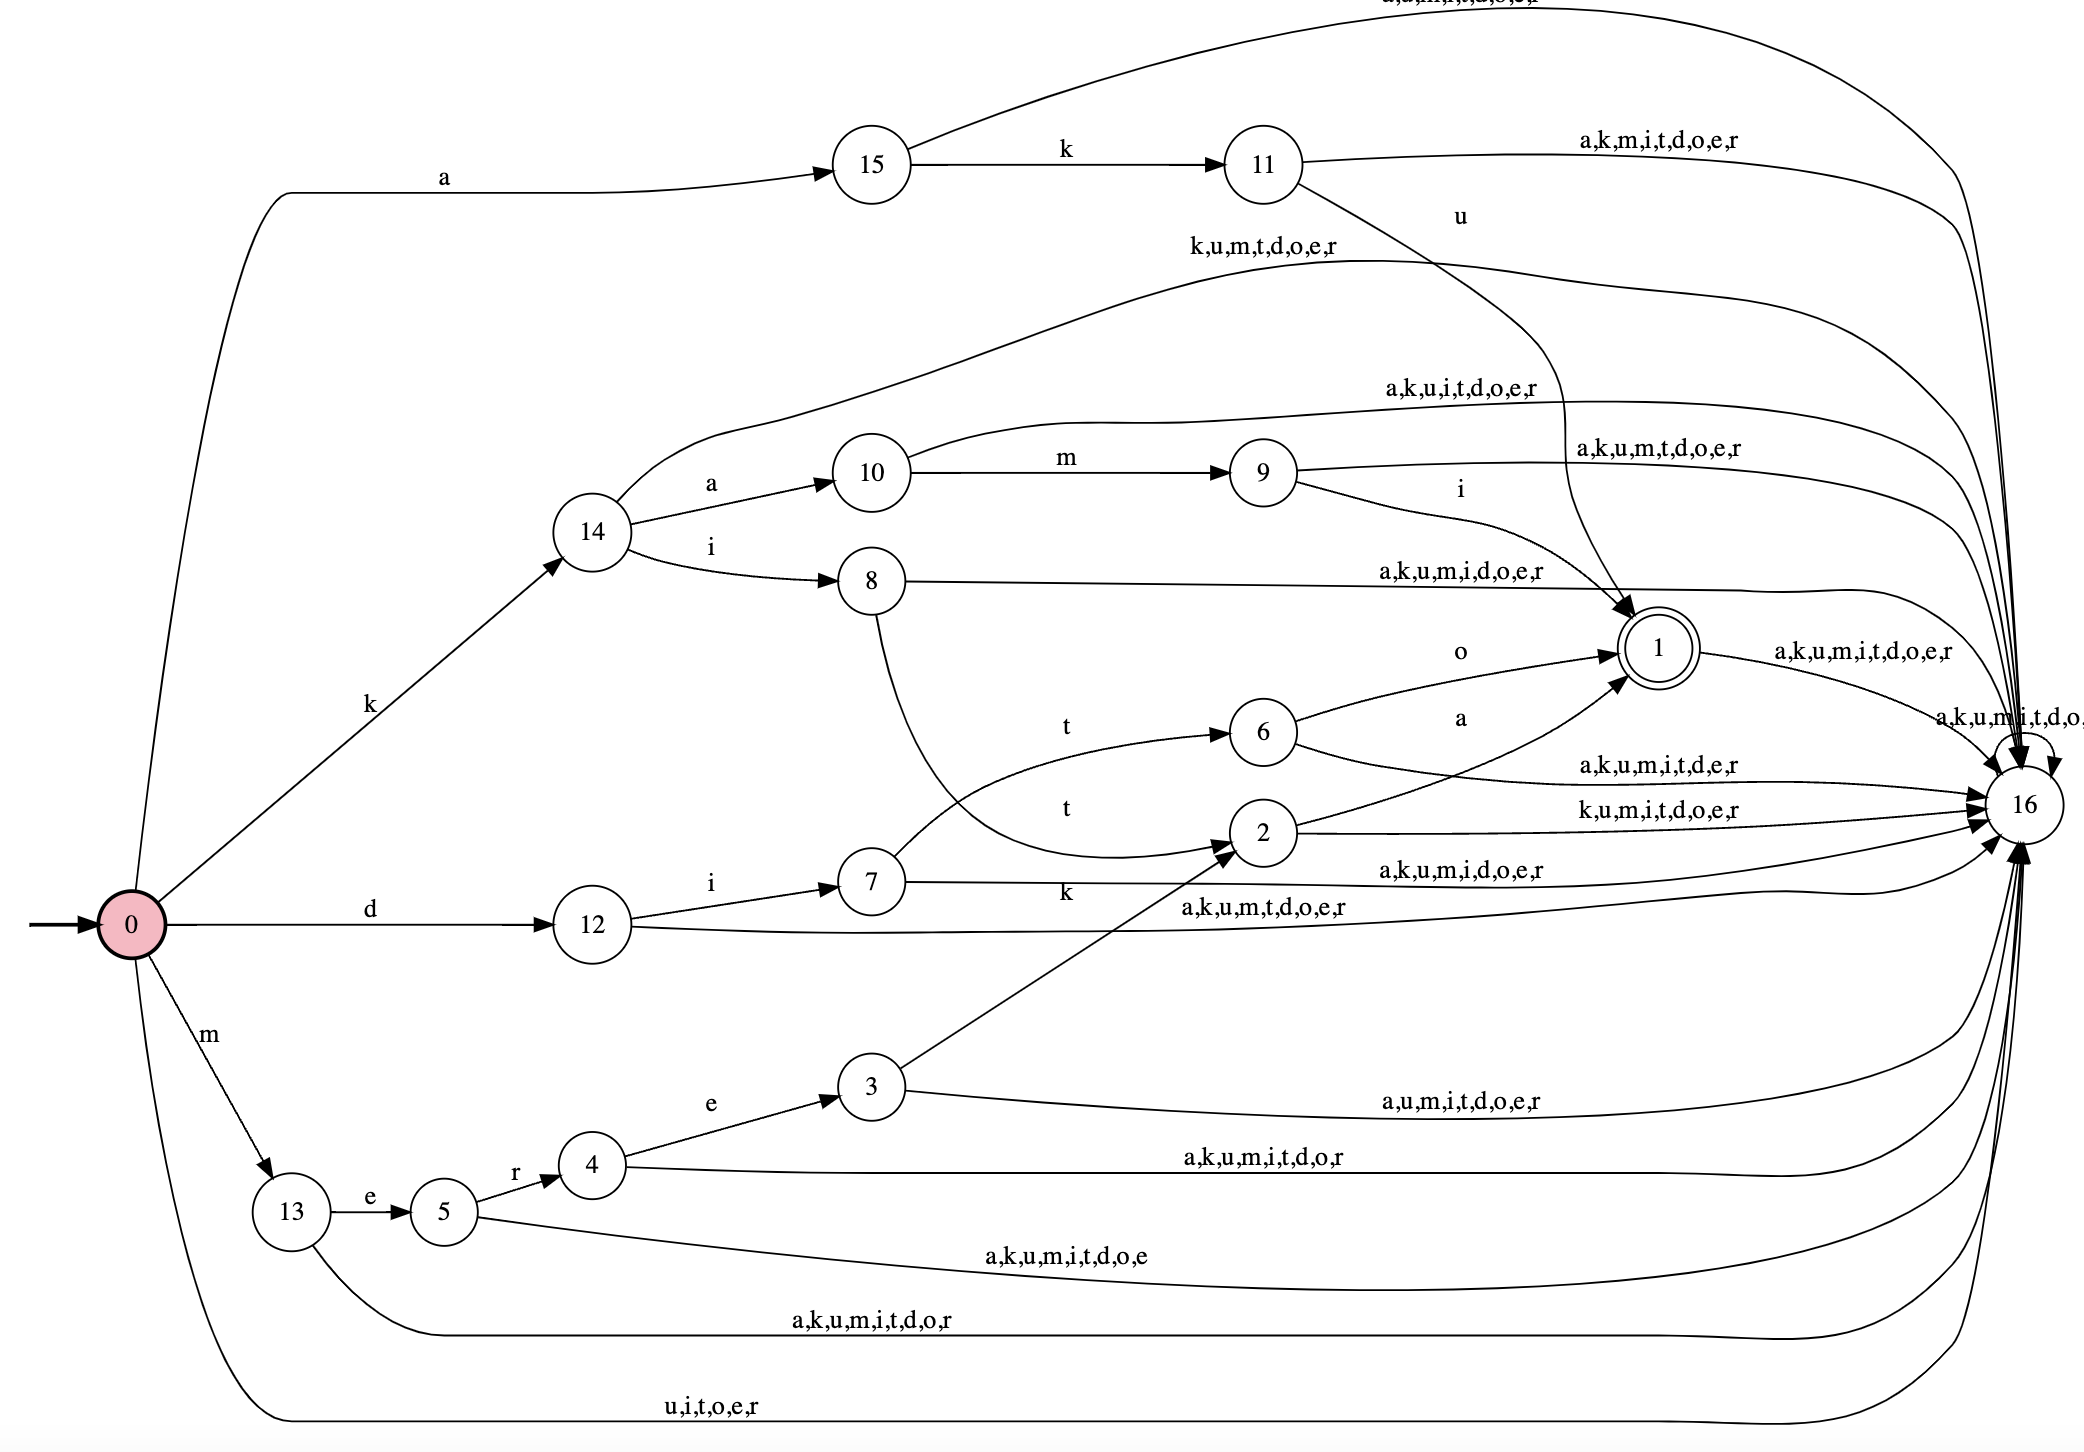 a,u,m,i,t,d,o,e,r
15
k
11
a,k,m,i,t,d,o,e,r
a
u
k,u,m,t,d,o,e,r
a,k,u,i,t,d,o,e,r
10
m
9
a,k,u,m,t,d,o,e,r
a
i
14
i
8
a,k,u,m,i,d,o,e,r
1
o
a,k,u,m,i,t,d,o,e,r
k
t
6
a
a,k,u,m,i,t,d,o,
a,k,u,m,i,t,d,e,r
16
t
2
k,u,m,i,t,d,o,e,r
i
7
a,k,u,m,i,d,o,e,r
k
0
d
12
a,k,u,m,t,d,o,e,r
m
e
3
a,u,m,i,t,d,o,e,r
r
4
a,k,u,m,i,t,d,o,r
13
e
5
a,k,u,m,i,t,d,o,e
a,k,u,m,i,t,d,o,r
u,i,t,o,e,r